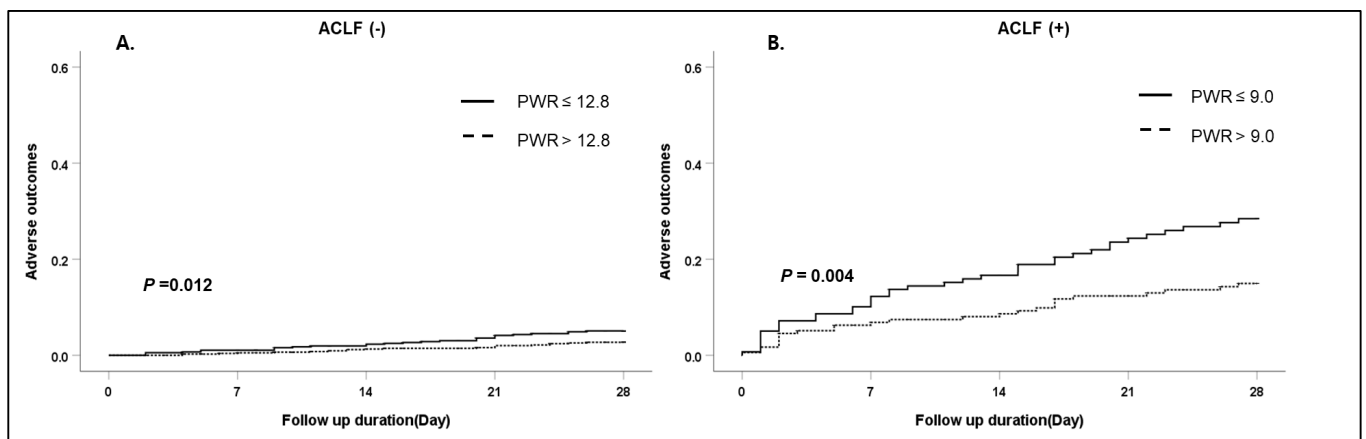 ACLF (-)
A.
0.6
0.4
0.2
0.0
Adverse outcomes
PWR ≤ 12.8
PWR > 12.8
P =0.012
0 7 14 21 28
Follow up duration(Day)
ACLF (+)
B.
0.6
0.4
0.2
0.0
Adverse outcomes
PWR ≤ 9.0
PWR > 9.0
P = 0.004
0 7 14 21 28
Follow up duration(Day)